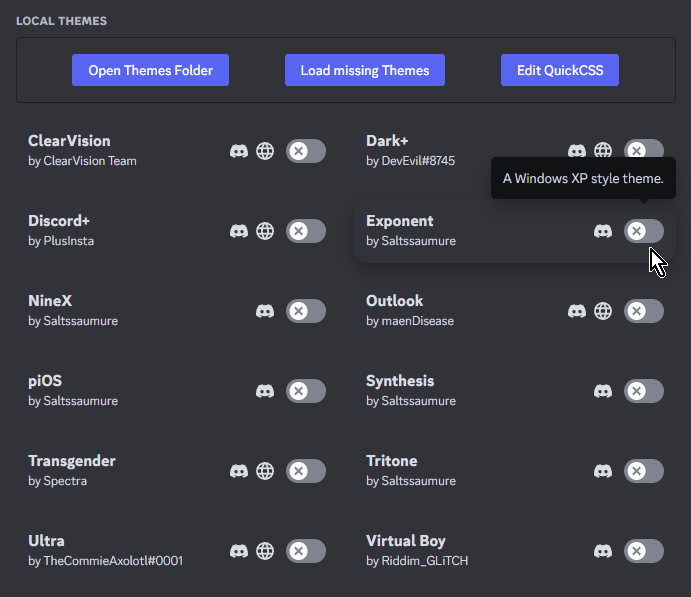 LOCAL THEMES
Open Themes Folder
Load missing Themes
Edit QuickCSS
ClearVision
by ClearVision Team
Dark+
by DevEvil#8745
A Windows XP style theme.
Discord+
by PlusInsta
Exponent
by Saltssaumure
NineX
by Saltssaumure
Outlook
by maenDisease
piOS
by Saltssaumure
Synthesis
by Saltssaumure
Transgender
by Spectra
Tritone
by Saltssaumure
Ultra
by TheCommieAxolotl#0001
Virtual Boy
by Riddim_GLiTCH